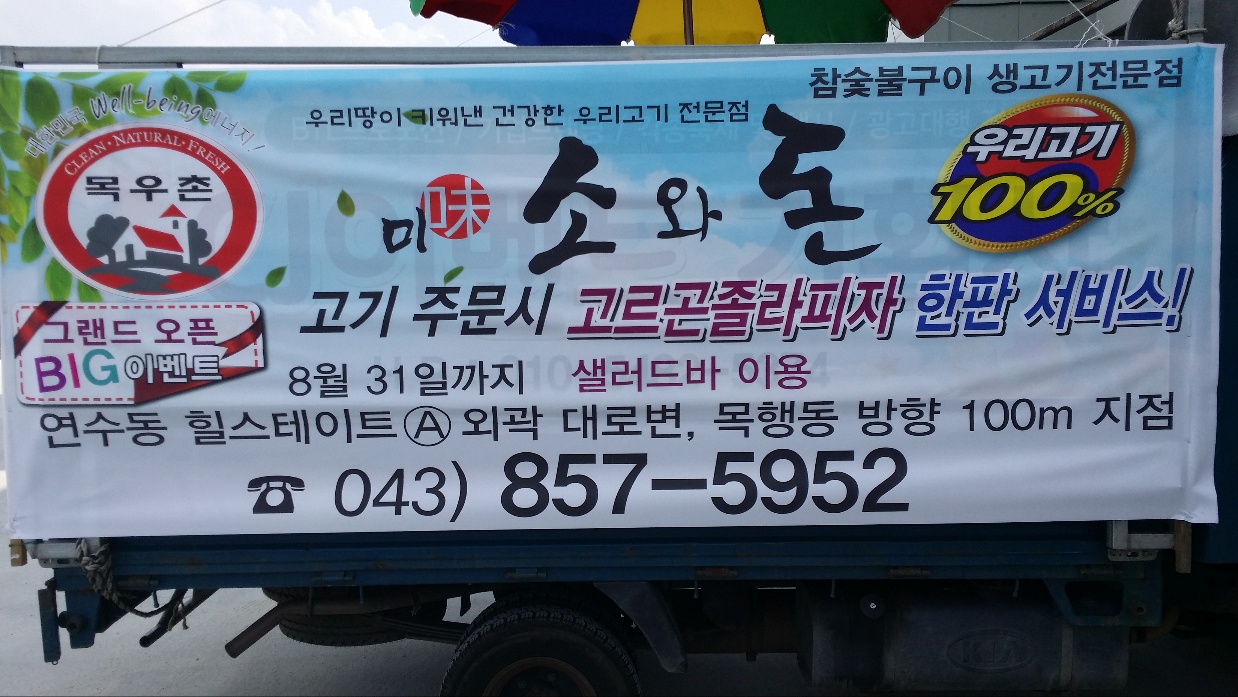 참숯불구이 생고기전문점
대한민국 Well-being에너지!
CLEAN·NATURAL·FRESH
목우촌
우리땅이 키워낸 건강한 우리고기 전문점
미味 소와돈
우리고기
100%
고기 주문시 고르곤졸라피자 한판 서비스!
그랜드 오픈
BIG이벤트
8월 31일까지 샐러드바 이용
연수동 힐스테이트Ⓐ외곽 대로변, 목행동 방향 100m 지점
☎ 043) 857-5952
KIA